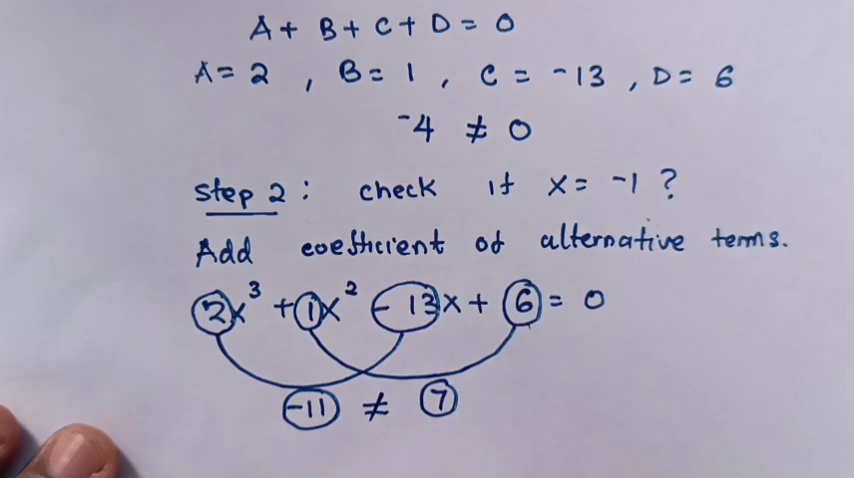 A + B + C + D = 0
A = 2 , B = 1 , C = -13 , D = 6
-4 ≠ 0
Step 2 : check if x = -1 ?
Add coefficient of alternative terms.
2x³ + 1x² - 13x + 6 = 0
-11 ≠ 7